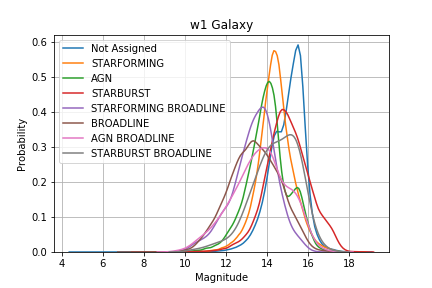 w1 Galaxy
Not Assigned
STARFORMING
AGN
STARBURST
STARFORMING BROADLINE
BROADLINE
AGN BROADLINE
STARBURST BROADLINE
Probability
0.6
0.5
0.4
0.3
0.2
0.1
0.0
4 6 8 10 12 14 16 18
Magnitude